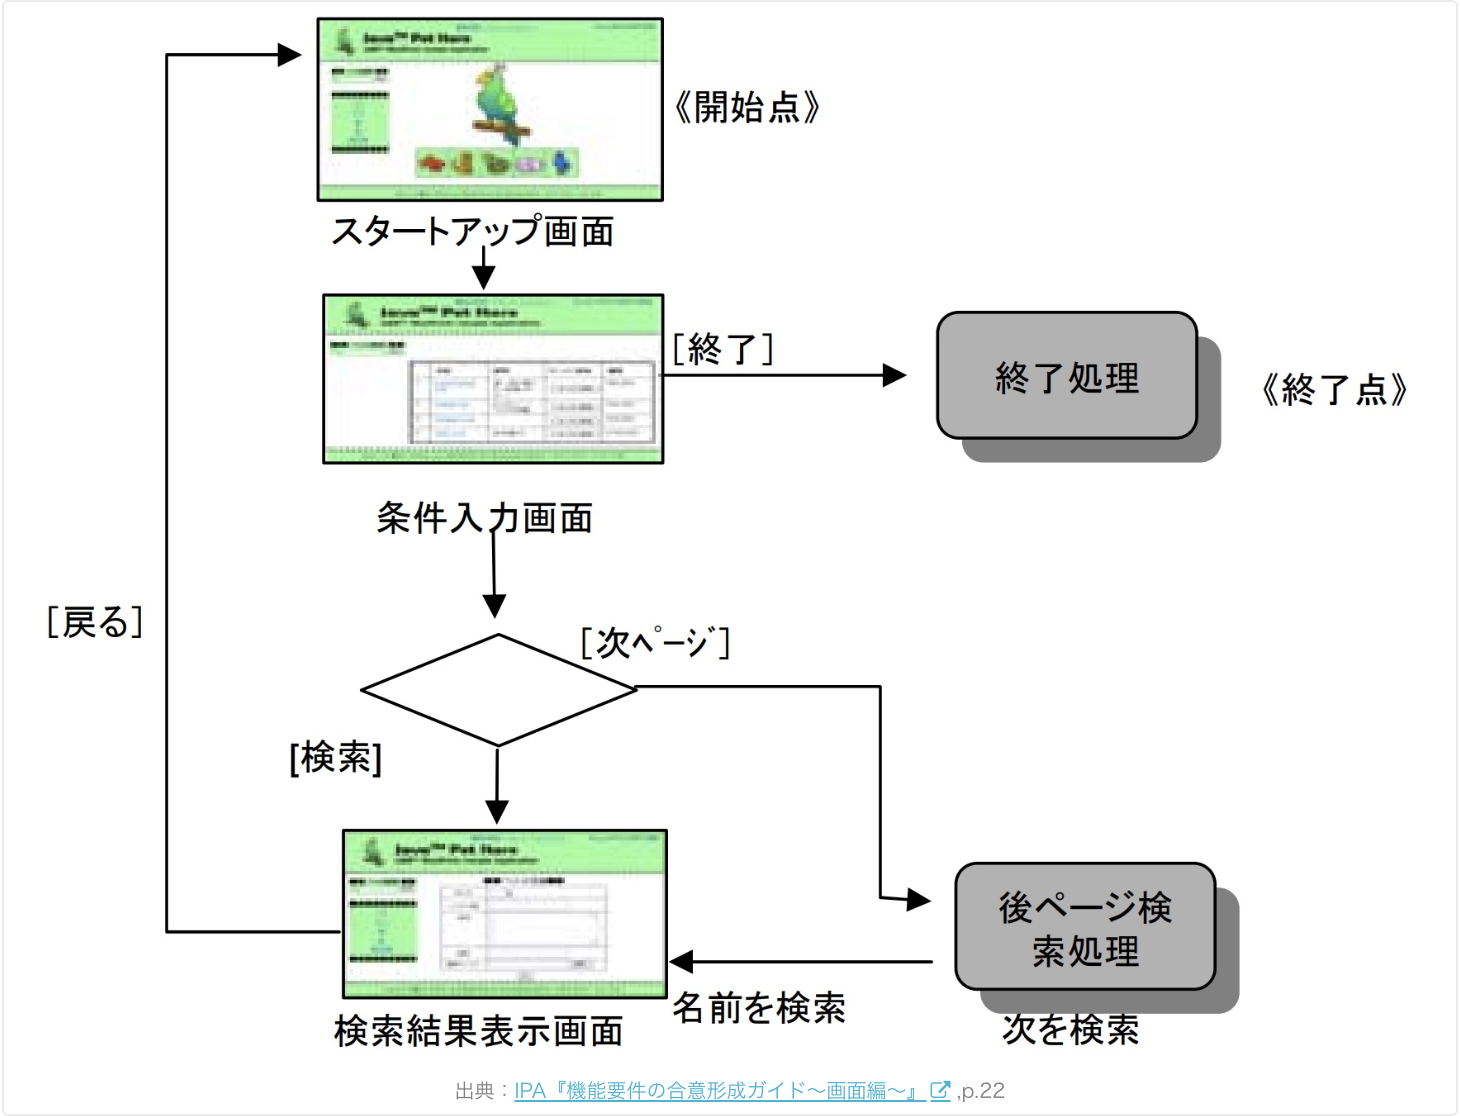 Java™ Pet Store
《開始点》
スタートアップ画面
Java™ Pet Store
[終了]
終了処理
《終了点》
条件入力画面
[戻る]
[次ﾍﾟｰｼﾞ]
[検索]
Java™ Pet Store
後ページ検
索処理
名前を検索
次を検索
検索結果表示画面
出典：IPA『機能要件の合意形成ガイド～画面編～』 ,p.22